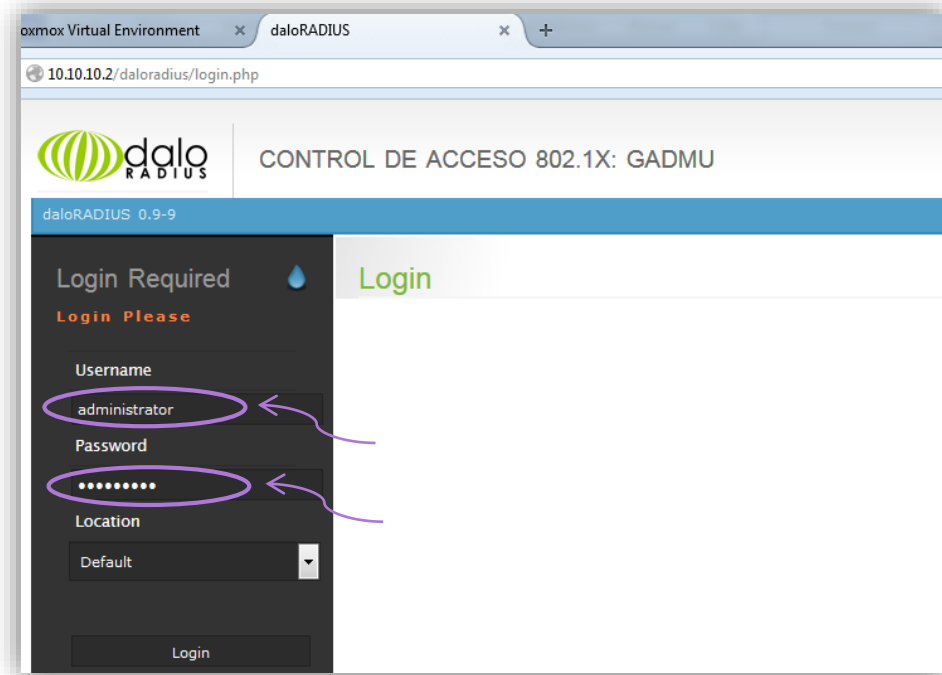 oxmox Virtual Environment × daloRADIUS × +
10.10.10.2/daloradius/login.php
dalo
RADIUS
CONTROL DE ACCESO 802.1X: GADMU
daloRADIUS 0.9-9
Login Required
Login
Login Please
Username
administrator
Password
•••••••••
Location
Default
Login